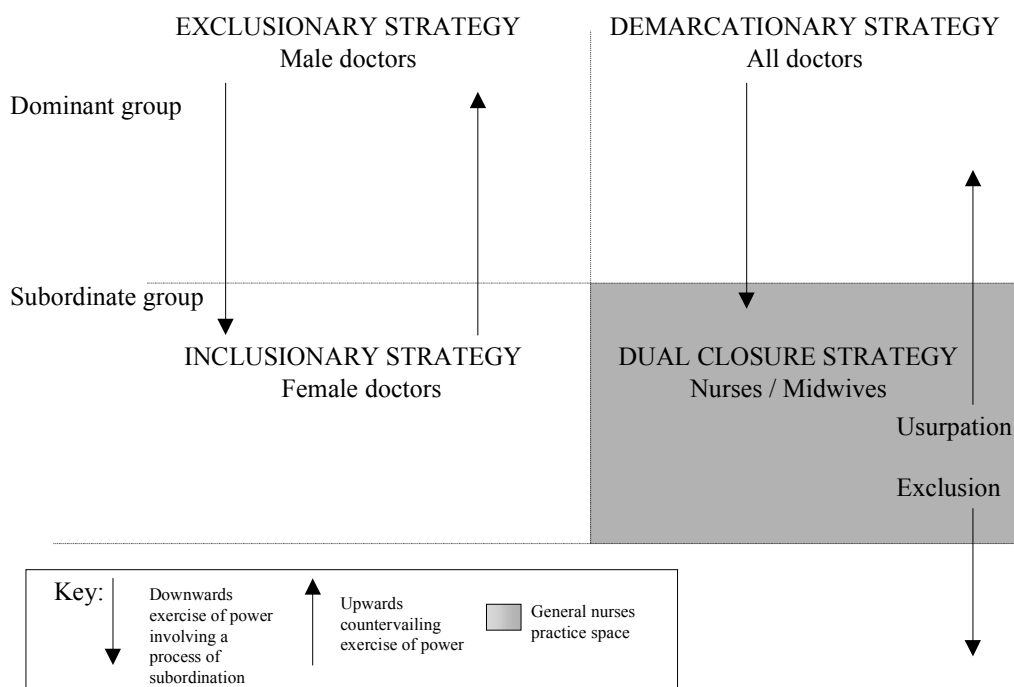 EXCLUSIONARY STRATEGY
Male doctors
DEMARCATIONARY STRATEGY
All doctors
Dominant group
Subordinate group
INCLUSIONARY STRATEGY
Female doctors
DUAL CLOSURE STRATEGY
Nurses / Midwives
Usurpation
Exclusion
Key:
Downwards
exercise of power
involving a
process of
subordination
Upwards
countervailing
exercise of power
General nurses
practice space